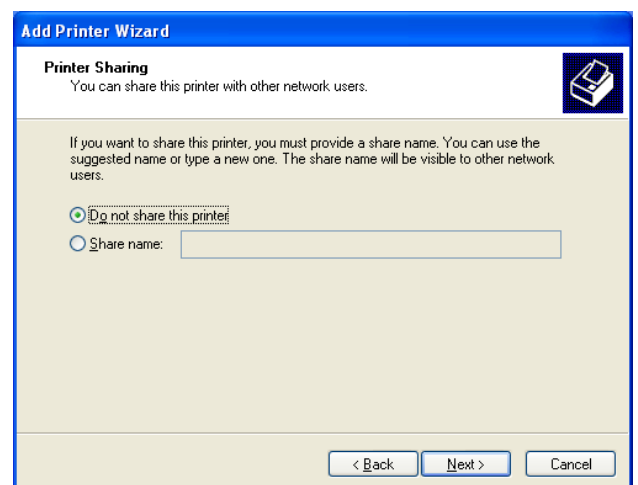 Add Printer Wizard
Printer Sharing
You can share this printer with other network users.
If you want to share this printer, you must provide a share name. You can use the
suggested name or type a new one. The share name will be visible to other network
users.
Do not share this printer
Share name:
< Back
Next >
Cancel